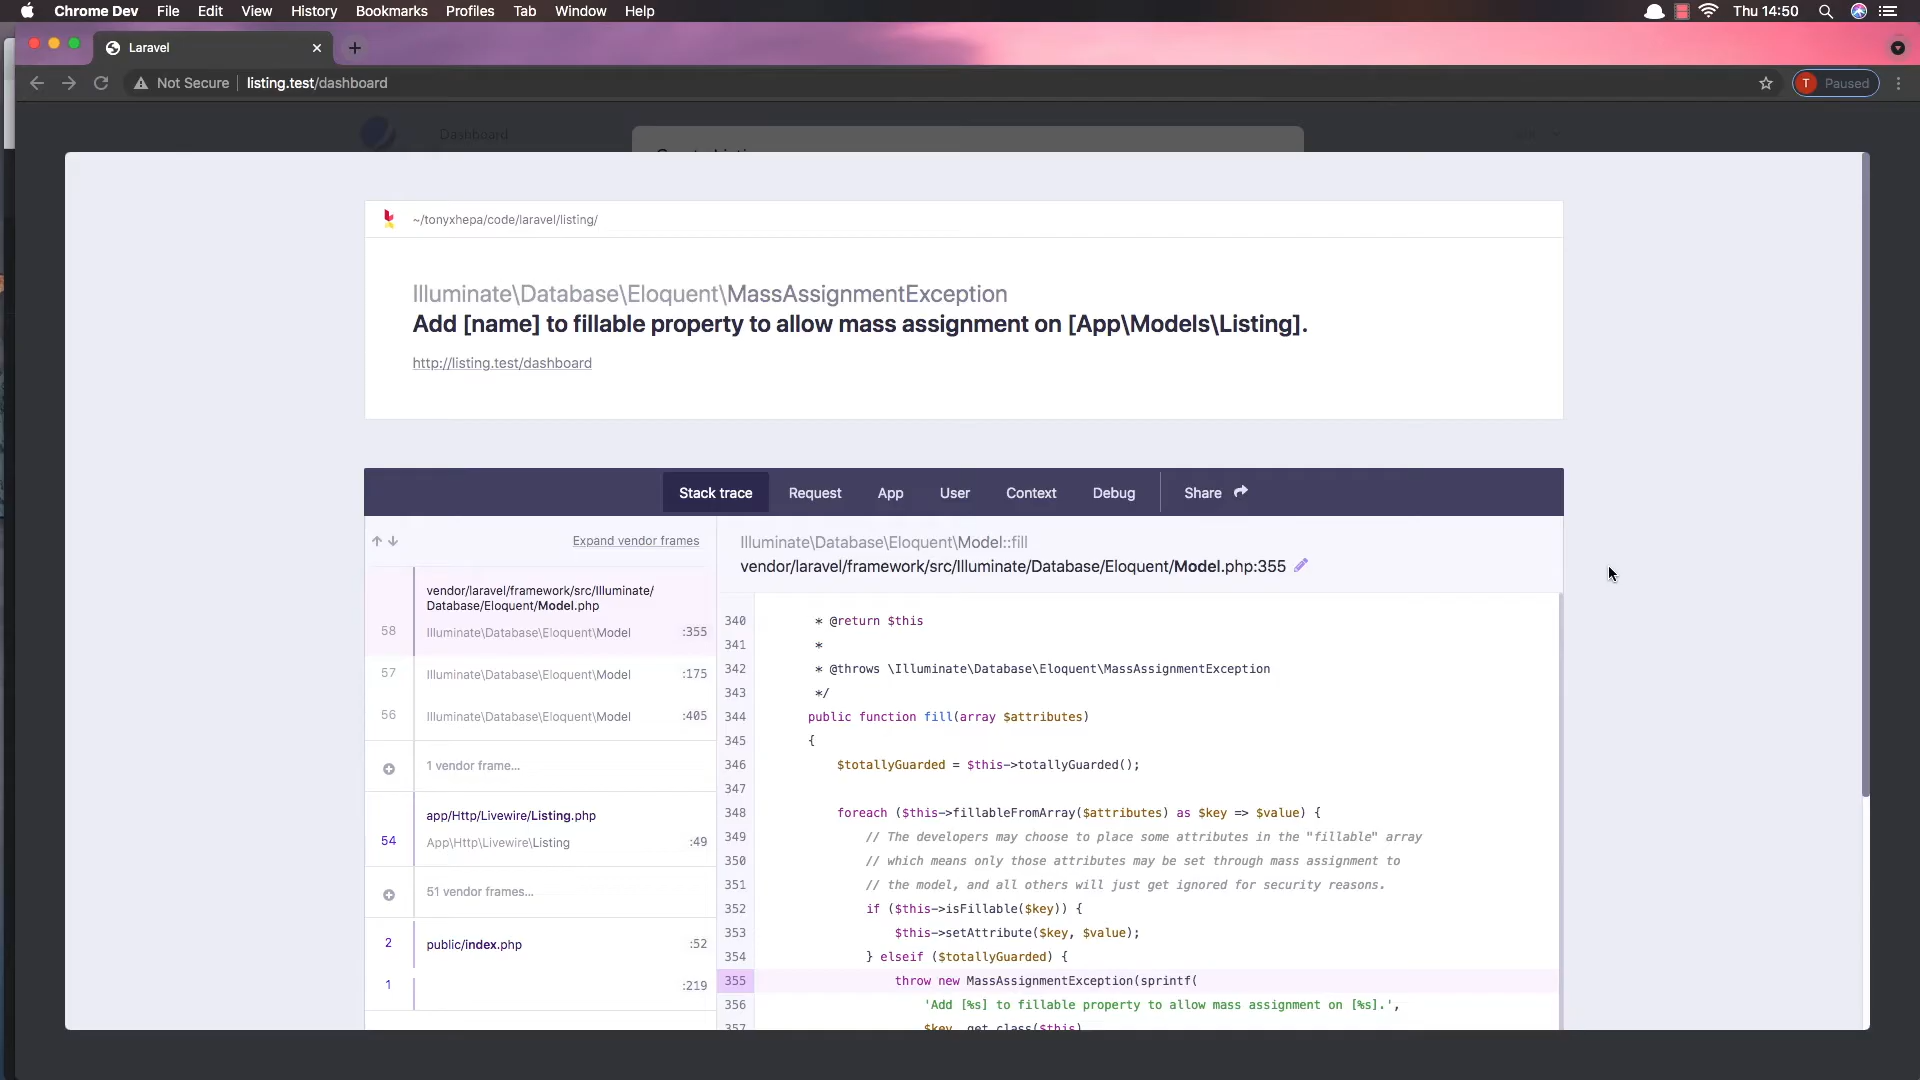 Chrome Dev File Edit View History Bookmarks Profiles Tab Window Help Thu 14:50
Laravel
Not Secure listing.test/dashboard T Paused
Dashboard
~/tonyxhepa/code/laravel/listing/
Illuminate\Database\Eloquent\MassAssignmentException
Add [name] to fillable property to allow mass assignment on [App\Models\Listing].
http://listing.test/dashboard
Stack trace Request App User Context Debug Share
Expand vendor frames
vendor/laravel/framework/src/Illuminate/
Database/Eloquent/Model.php
58 Illuminate\Database\Eloquent\Model :355
57 Illuminate\Database\Eloquent\Model :175
56 Illuminate\Database\Eloquent\Model :405
1 vendor frame…
app/Http/Livewire/Listing.php
54 App\Http\Livewire\Listing :49
51 vendor frames…
2 public/index.php :52
1 :219
Illuminate\Database\Eloquent\Model::fill
vendor/laravel/framework/src/Illuminate/Database/Eloquent/Model.php:355
340 * @return $this
341 *
342 * @throws \Illuminate\Database\Eloquent\MassAssignmentException
343 */
344 public function fill(array $attributes)
345 {
346 $totallyGuarded = $this->totallyGuarded();
347
348 foreach ($this->fillableFromArray($attributes) as $key => $value) {
349 // The developers may choose to place some attributes in the "fillable" array
350 // which means only those attributes may be set through mass assignment to
351 // the model, and all others will just get ignored for security reasons.
352 if ($this->isFillable($key)) {
353 $this->setAttribute($key, $value);
354 } elseif ($totallyGuarded) {
355 throw new MassAssignmentException(sprintf(
356 'Add [%s] to fillable property to allow mass assignment on [%s].',
357 $key, get_class($this)